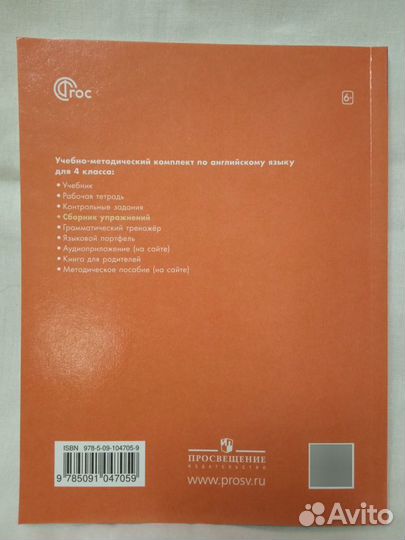 ФГОС
6+
Учебно-методический комплект по английскому языку
для 4 класса:
• Учебник
• Рабочая тетрадь
• Контрольные задания
• Сборник упражнений
• Грамматический тренажёр
• Языковой портфель
• Аудиоприложение (на сайте)
• Книга для родителей
• Методическое пособие (на сайте)
ISBN 978-5-09-104705-9
9 785091 047059
ПРОСВЕЩЕНИЕ
ИЗДАТЕЛЬСТВО
www.prosv.ru
Avito